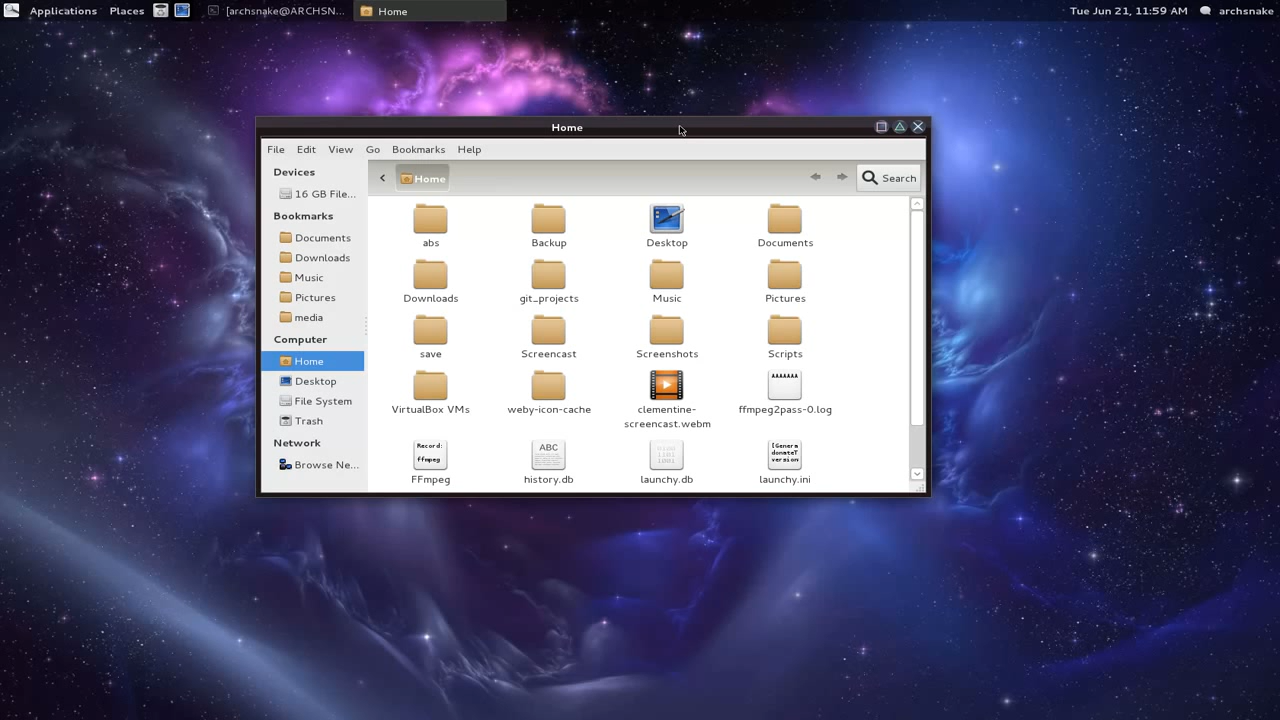 Applications Places [archsnake@ARCHSN... Home Tue Jun 21, 11:59 AM archsnake
Home
File Edit View Go Bookmarks Help
Devices
16 GB File...
Bookmarks
Documents
Downloads
Music
Pictures
media
Computer
Home
Desktop
File System
Trash
Network
Browse Ne...
Home Search
abs Backup Desktop Documents
Downloads git_projects Music Pictures
save Screencast Screenshots Scripts
AAAAAAA
VirtualBox VMs weby-icon-cache clementine-screencast.webm ffmpeg2pass-0.log
Record:
ffmpeg
ABC
[Genera
donateT
version
FFmpeg history.db launchy.db launchy.ini